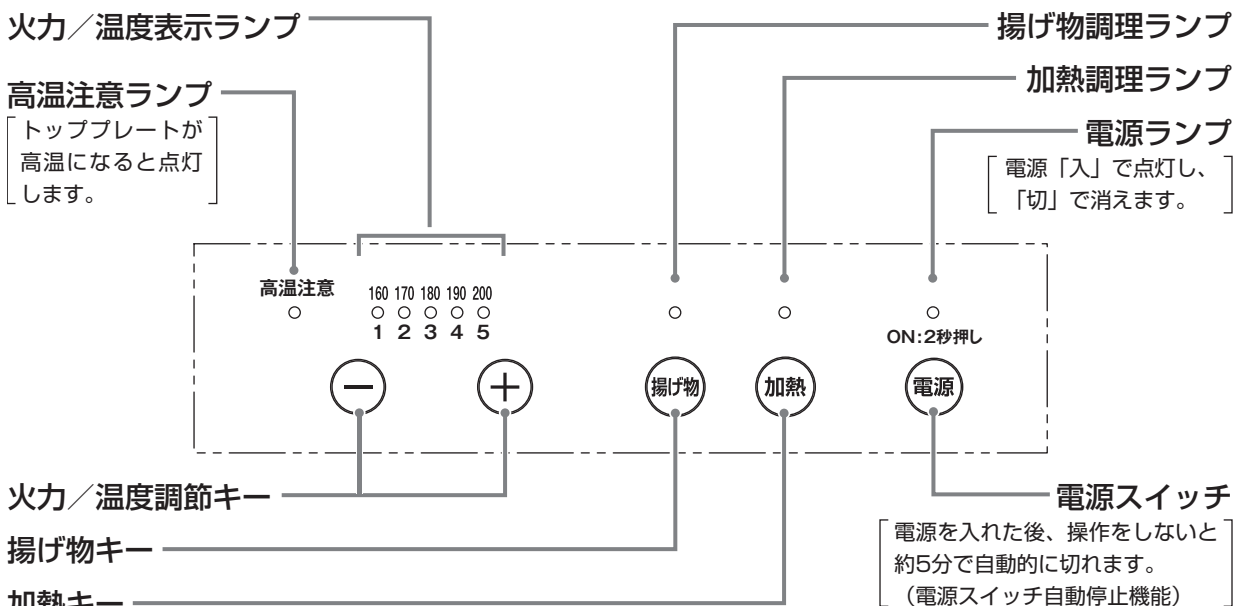 火力／温度表示ランプ
揚げ物調理ランプ
高温注意ランプ
トッププレートが
高温になると点灯
します。
加熱調理ランプ
電源ランプ
電源「入」で点灯し、
「切」で消えます。
高温注意
160 170 180 190 200
1 2 3 4 5
ON:2秒押し
－ ＋ 揚げ物 加熱 電源
火力／温度調節キー
揚げ物キー
加熱キー
電源スイッチ
電源を入れた後、操作をしないと
約5分で自動的に切れます。
（電源スイッチ自動停止機能）